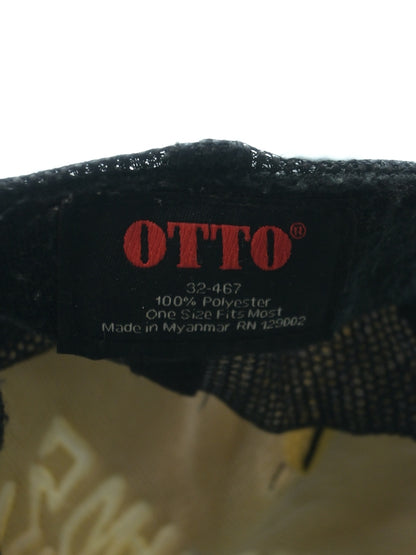 OTTO®
32-467
100% Polyester
One Size Fits Most
Made in Myanmar RN 129002